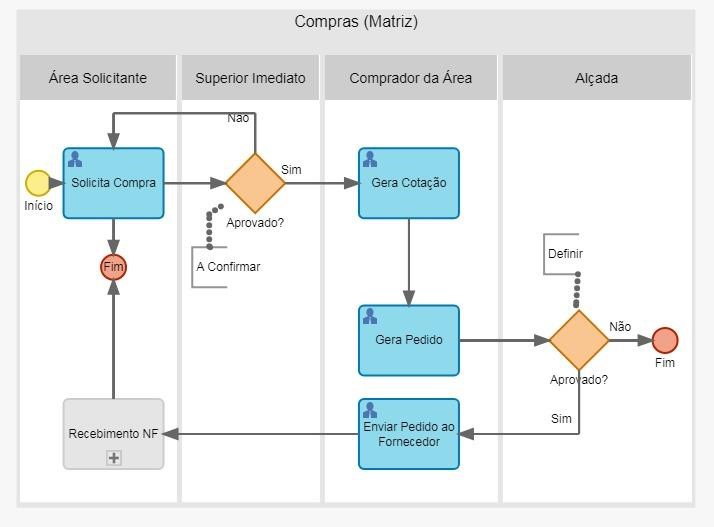 Compras (Matriz)
Área Solicitante
Superior Imediato
Comprador da Área
Alçada
Não
Solicita Compra
Sim
Gera Cotação
Início
Aprovado?
Fim
A Confirmar
Definir
Gera Pedido
Não
Fim
Aprovado?
Sim
Recebimento NF
Enviar Pedido ao
Fornecedor